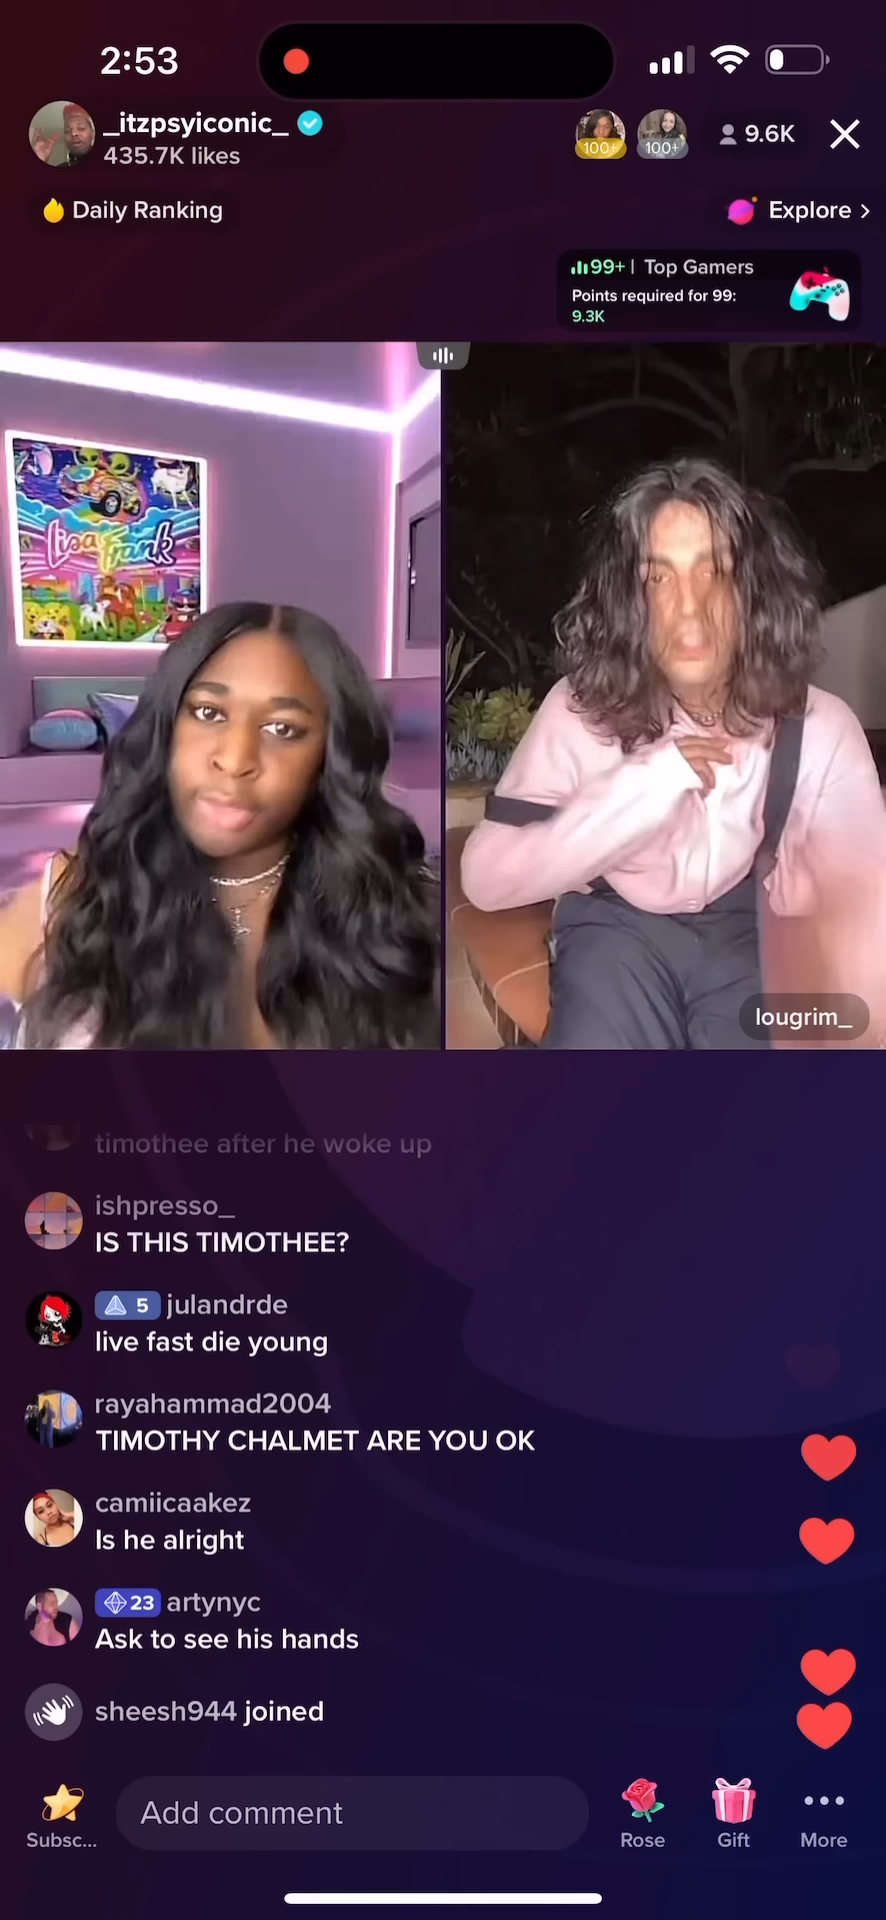 2:53
_itzpsyiconic_
435.7K likes
100+
100+
9.6K
Daily Ranking
Explore >
99+ | Top Gamers
Points required for 99:
9.3K
Lisa Frank
lougrim_
timothee after he woke up
ishpresso_
IS THIS TIMOTHEE?
5 julandrde
live fast die young
rayahammad2004
TIMOTHY CHALMET ARE YOU OK
camiicaakez
Is he alright
23 artynyc
Ask to see his hands
sheesh944 joined
Subsc...
Add comment
Rose
Gift
More